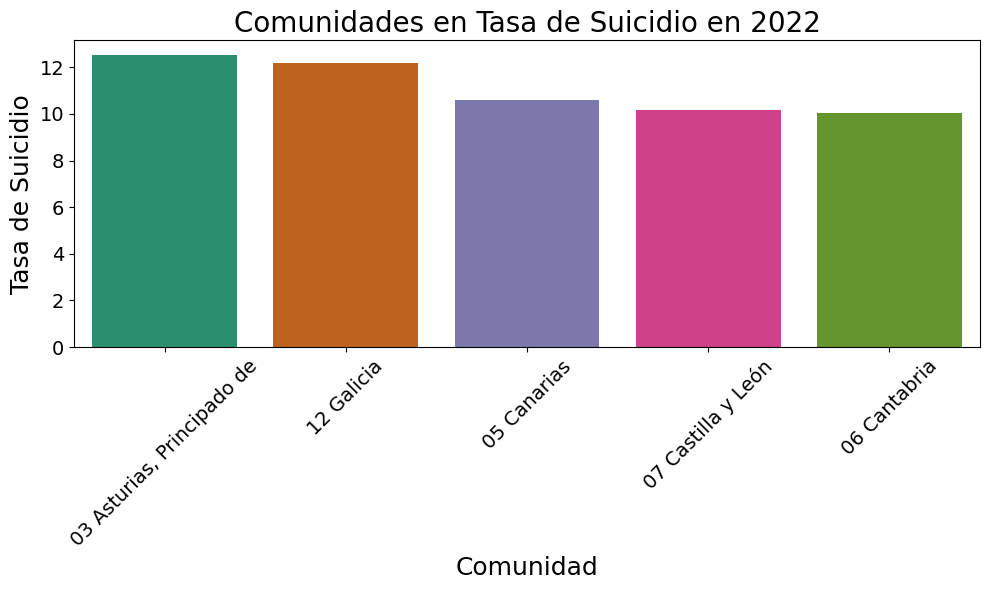 Comunidades en Tasa de Suicidio en 2022
Tasa de Suicidio
12
10
8
6
4
2
0
03 Asturias, Principado de
12 Galicia
05 Canarias
07 Castilla y León
06 Cantabria
Comunidad